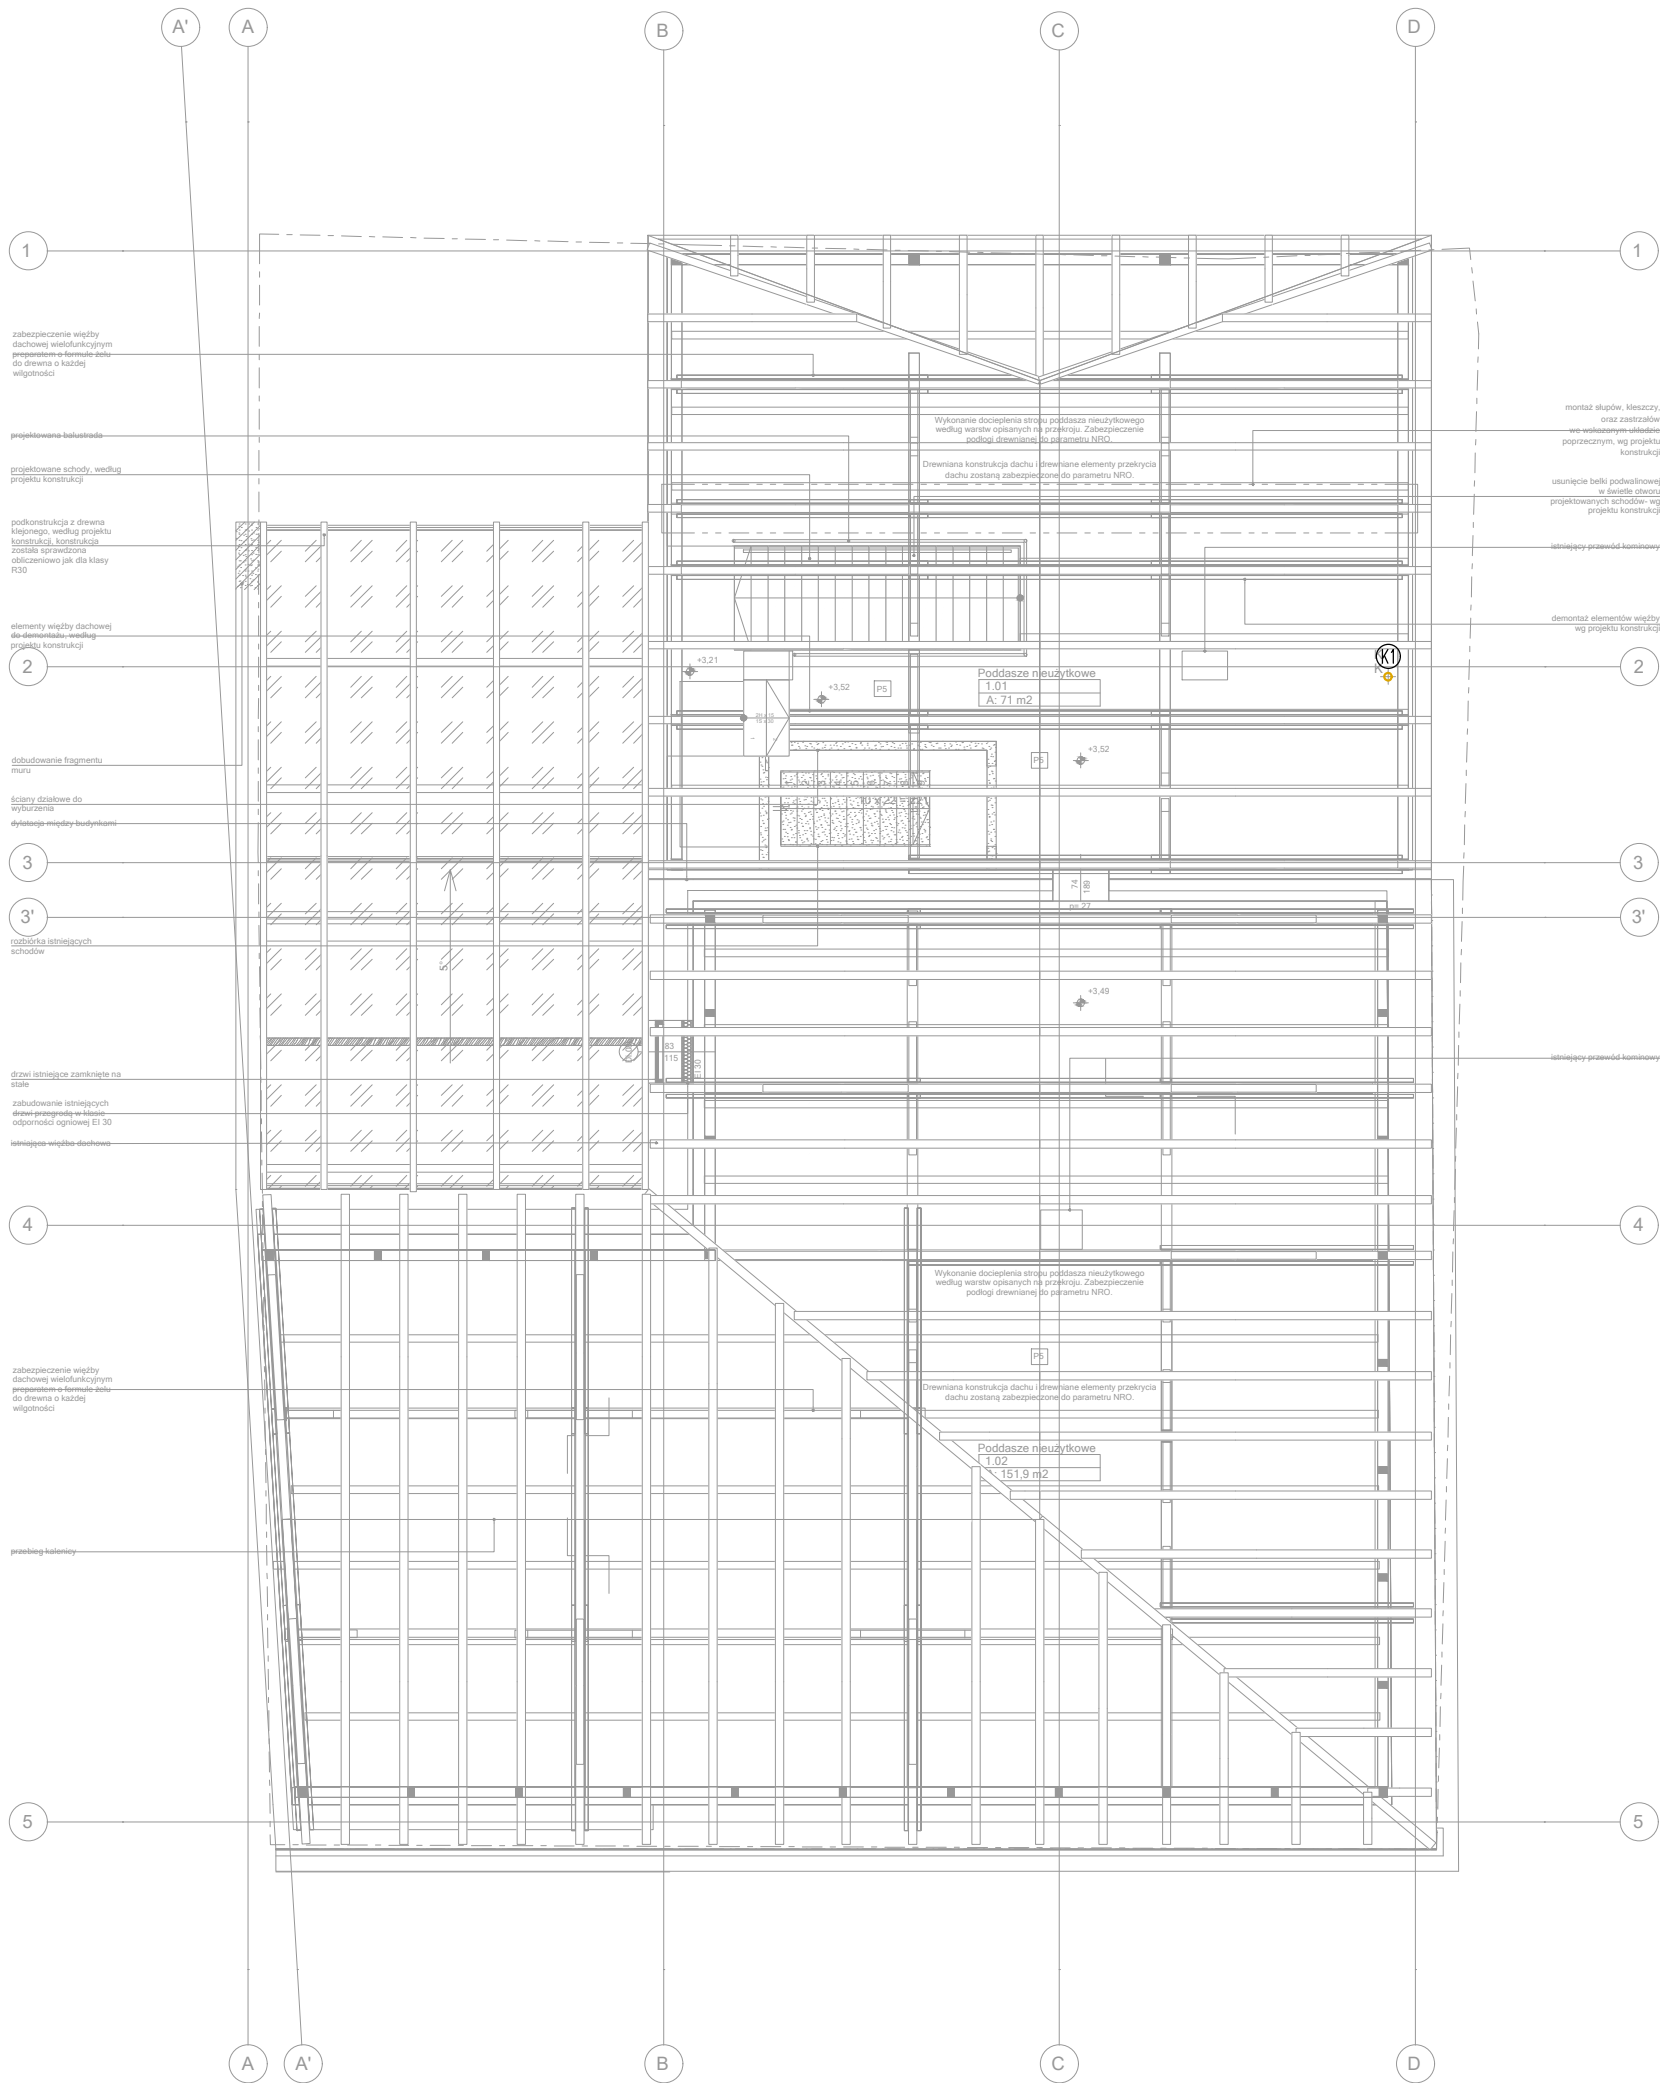 A'
A
B
C
D
1
1
zabezpieczenie więźby
dachowej wielofunkcyjnym
preparatem o formule żelu
do drewna o każdej
wilgotności
projektowana balustrada
projektowane schody, według
projektu konstrukcji
podkonstrukcja z drewna
klejonego, według projektu
konstrukcji, konstrukcja
została sprawdzona
obliczeniowo jak dla klasy
R30
elementy więźby dachowej
do demontażu, według
projektu konstrukcji
Wykonanie docieplenia stropu poddasza nieużytkowego
według warstw opisanych na przekroju. Zabezpieczenie
podłogi drewnianej do parametru NRO.
Drewniana konstrukcja dachu i drewniane elementy przekrycia
dachu zostaną zabezpieczone do parametru NRO.
montaż słupów, kleszczy,
oraz zastrzałów
we wskazanym układzie
poprzecznym, wg projektu
konstrukcji
usunięcie belki podwalinowej
w świetle otworu
projektowanych schodów- wg
projektu konstrukcji
istniejący przewód kominowy
demontaż elementów więźby
wg projektu konstrukcji
2
2
K1
+3,21
+3,52
P5
Poddasze nieużytkowe
1.01
A: 71 m2
P5
+3,52
dobudowanie fragmentu
muru
ściany działowe do
wyburzenia
dylatacja między budynkami
3
3
74
189
p= 27
3'
3'
rozbiórka istniejących
schodów
5°
+3,49
83
115
EI 30
drzwi istniejące zamknięte na
stałe
zabudowanie istniejących
drzwi przegrodą w klasie
odporności ogniowej EI 30
istniejąca więźba dachowa
istniejący przewód kominowy
4
4
Wykonanie docieplenia stropu poddasza nieużytkowego
według warstw opisanych na przekroju. Zabezpieczenie
podłogi drewnianej do parametru NRO.
P5
Drewniana konstrukcja dachu i drewniane elementy przekrycia
dachu zostaną zabezpieczone do parametru NRO.
zabezpieczenie więźby
dachowej wielofunkcyjnym
preparatem o formule żelu
do drewna o każdej
wilgotności
Poddasze nieużytkowe
1.02
A: 151,9 m2
przebieg kalenicy
5
5
A
A'
B
C
D